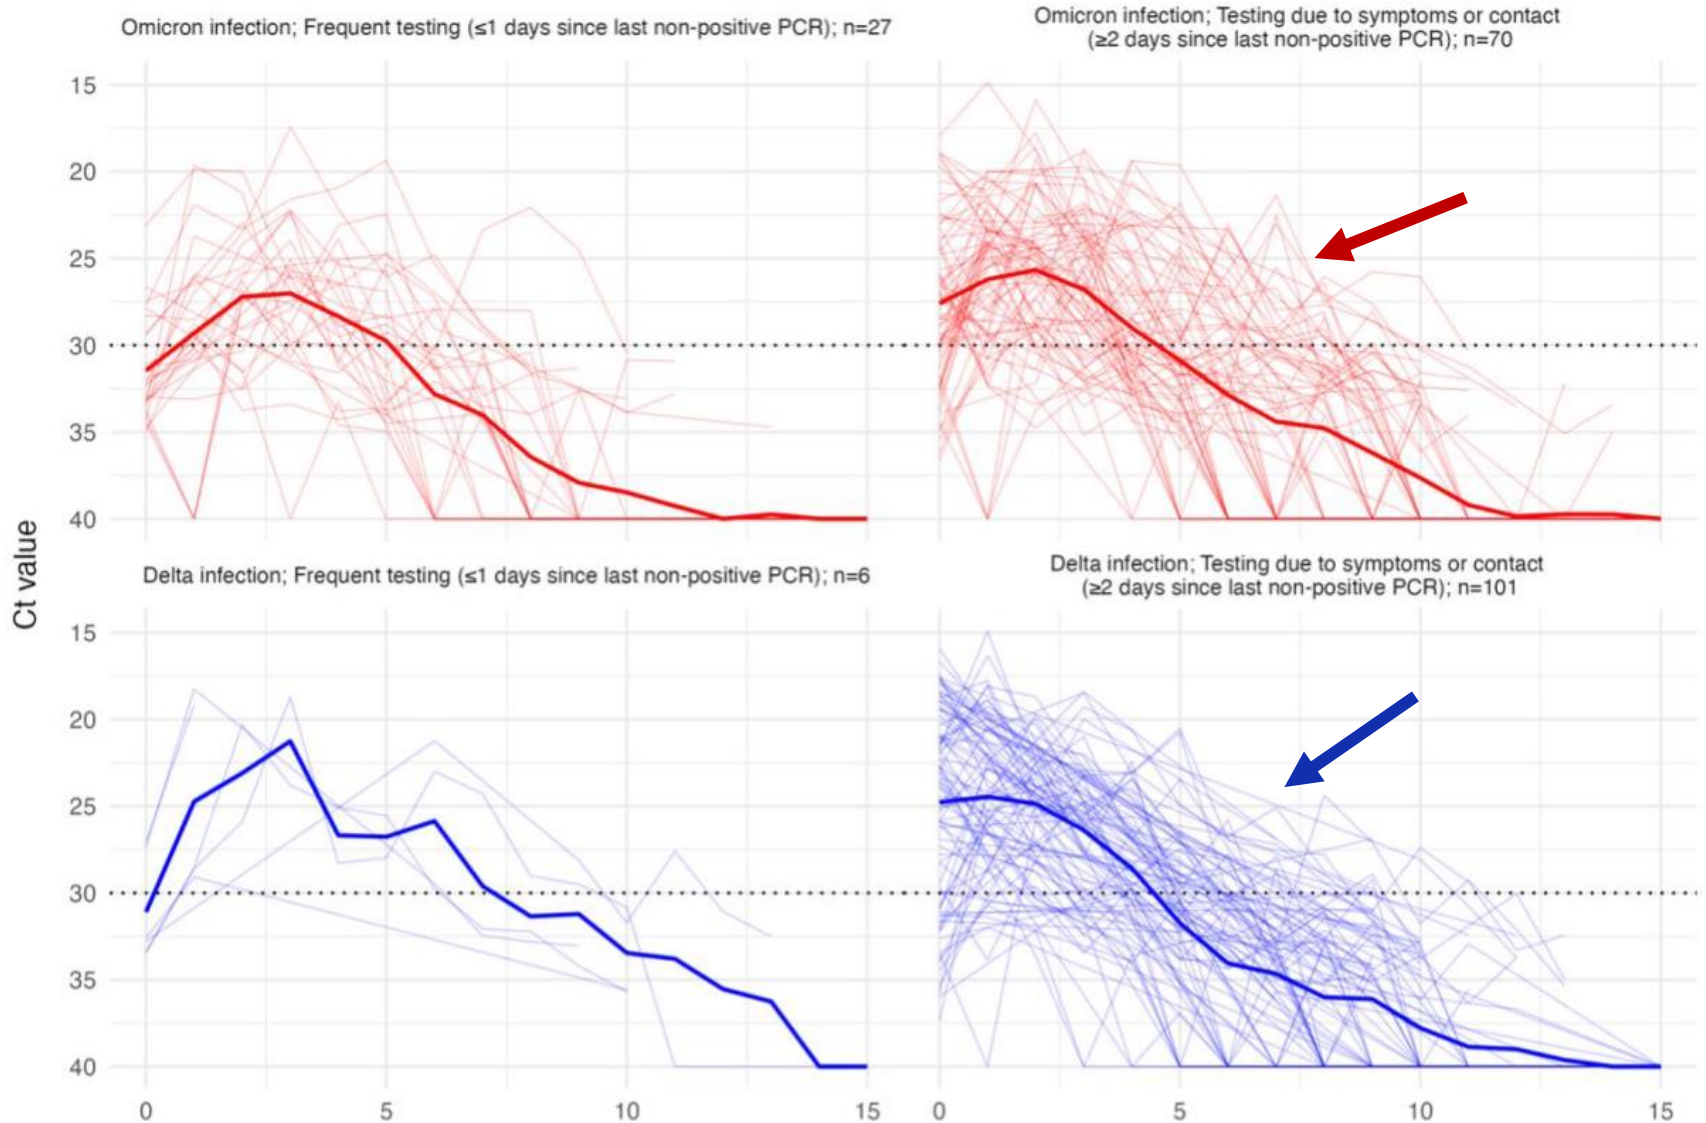 Omicron infection; Frequent testing (≤1 days since last non-positive PCR); n=27
Omicron infection; Testing due to symptoms or contact
(≥2 days since last non-positive PCR); n=70
15
20
25
30
35
40
Ct value
Delta infection; Frequent testing (≤1 days since last non-positive PCR); n=6
Delta infection; Testing due to symptoms or contact
(≥2 days since last non-positive PCR); n=101
15
20
25
30
35
40
0 5 10 15 0 5 10 15